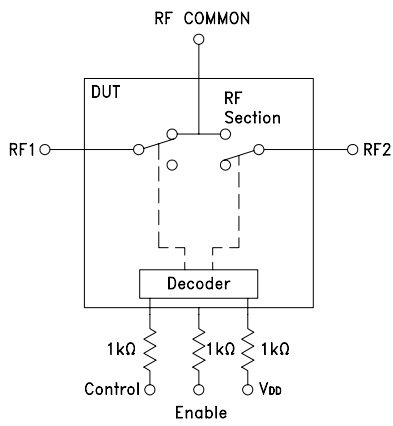 RF COMMON
DUT
RF
Section
RF1
RF2
Decoder
1kΩ 1kΩ 1kΩ
Control VDD
Enable